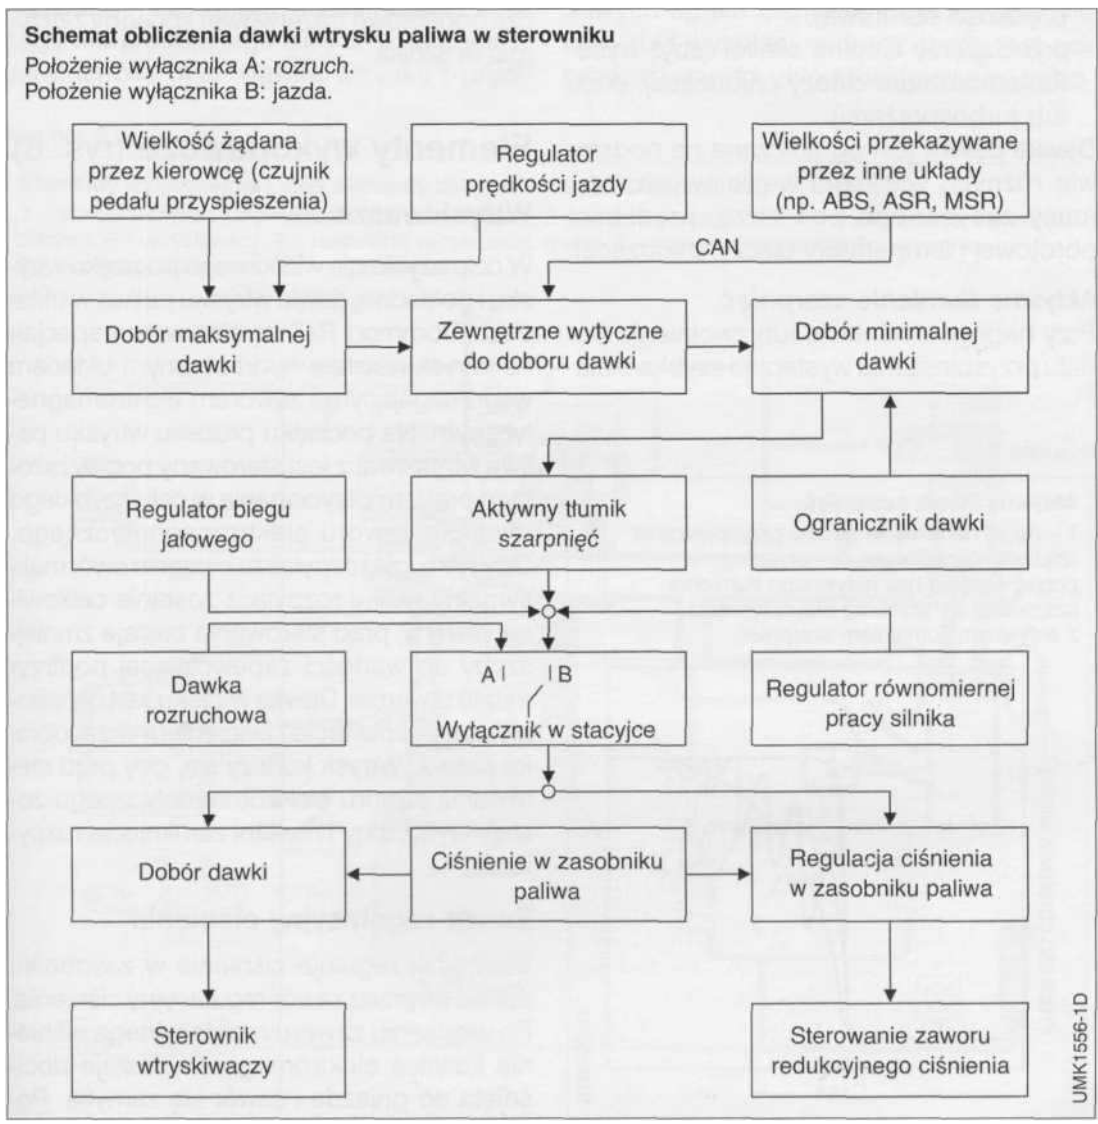 Schemat obliczenia dawki wtrysku paliwa w sterowniku
Położenie wyłącznika A: rozruch.
Położenie wyłącznika B: jazda.
Wielkość żądana
przez kierowcę (czujnik
pedału przyspieszenia)
Regulator
prędkości jazdy
Wielkości przekazywane
przez inne układy
(np. ABS, ASR, MSR)
CAN
Dobór maksymalnej
dawki
Zewnętrzne wytyczne
do doboru dawki
Dobór minimalnej
dawki
Regulator biegu
jałowego
Aktywny tłumik
szarpnięć
Ogranicznik dawki
Dawka
rozruchowa
A
B
Wyłącznik w stacyjce
Regulator równomiernej
pracy silnika
Dobór dawki
Ciśnienie w zasobniku
paliwa
Regulacja ciśnienia
w zasobniku paliwa
Sterownik
wtryskiwaczy
Sterowanie zaworu
redukcyjnego ciśnienia
UMK1556-1D